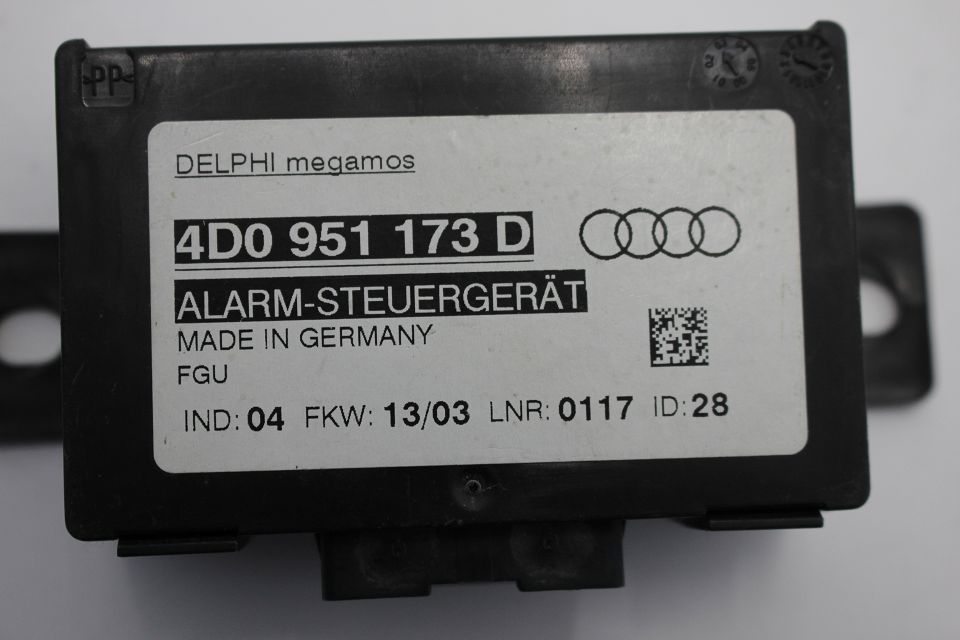 >PP<
DELPHI megamos
4D0 951 173 D
ALARM-STEUERGERÄT
MADE IN GERMANY
FGU
IND: 04 FKW: 13/03 LNR: 0117 ID: 28